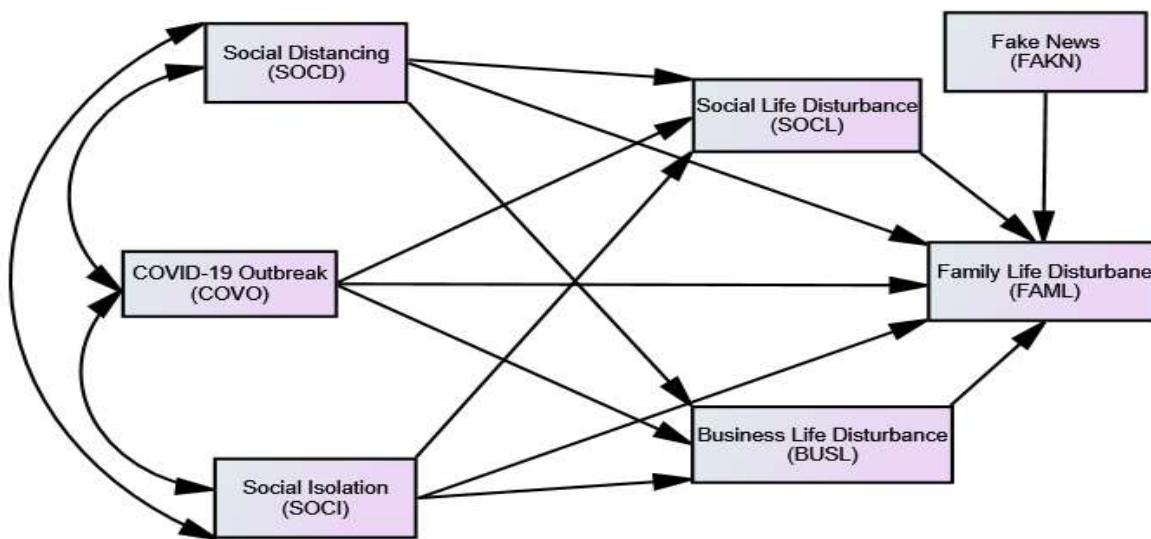 Social Distancing
(SOCD)
Fake News
(FAKN)
Social Life Disturbance
(SOCL)
COVID-19 Outbreak
(COVO)
Family Life Disturbane
(FAML)
Business Life Disturbance
(BUSL)
Social Isolation
(SOCI)